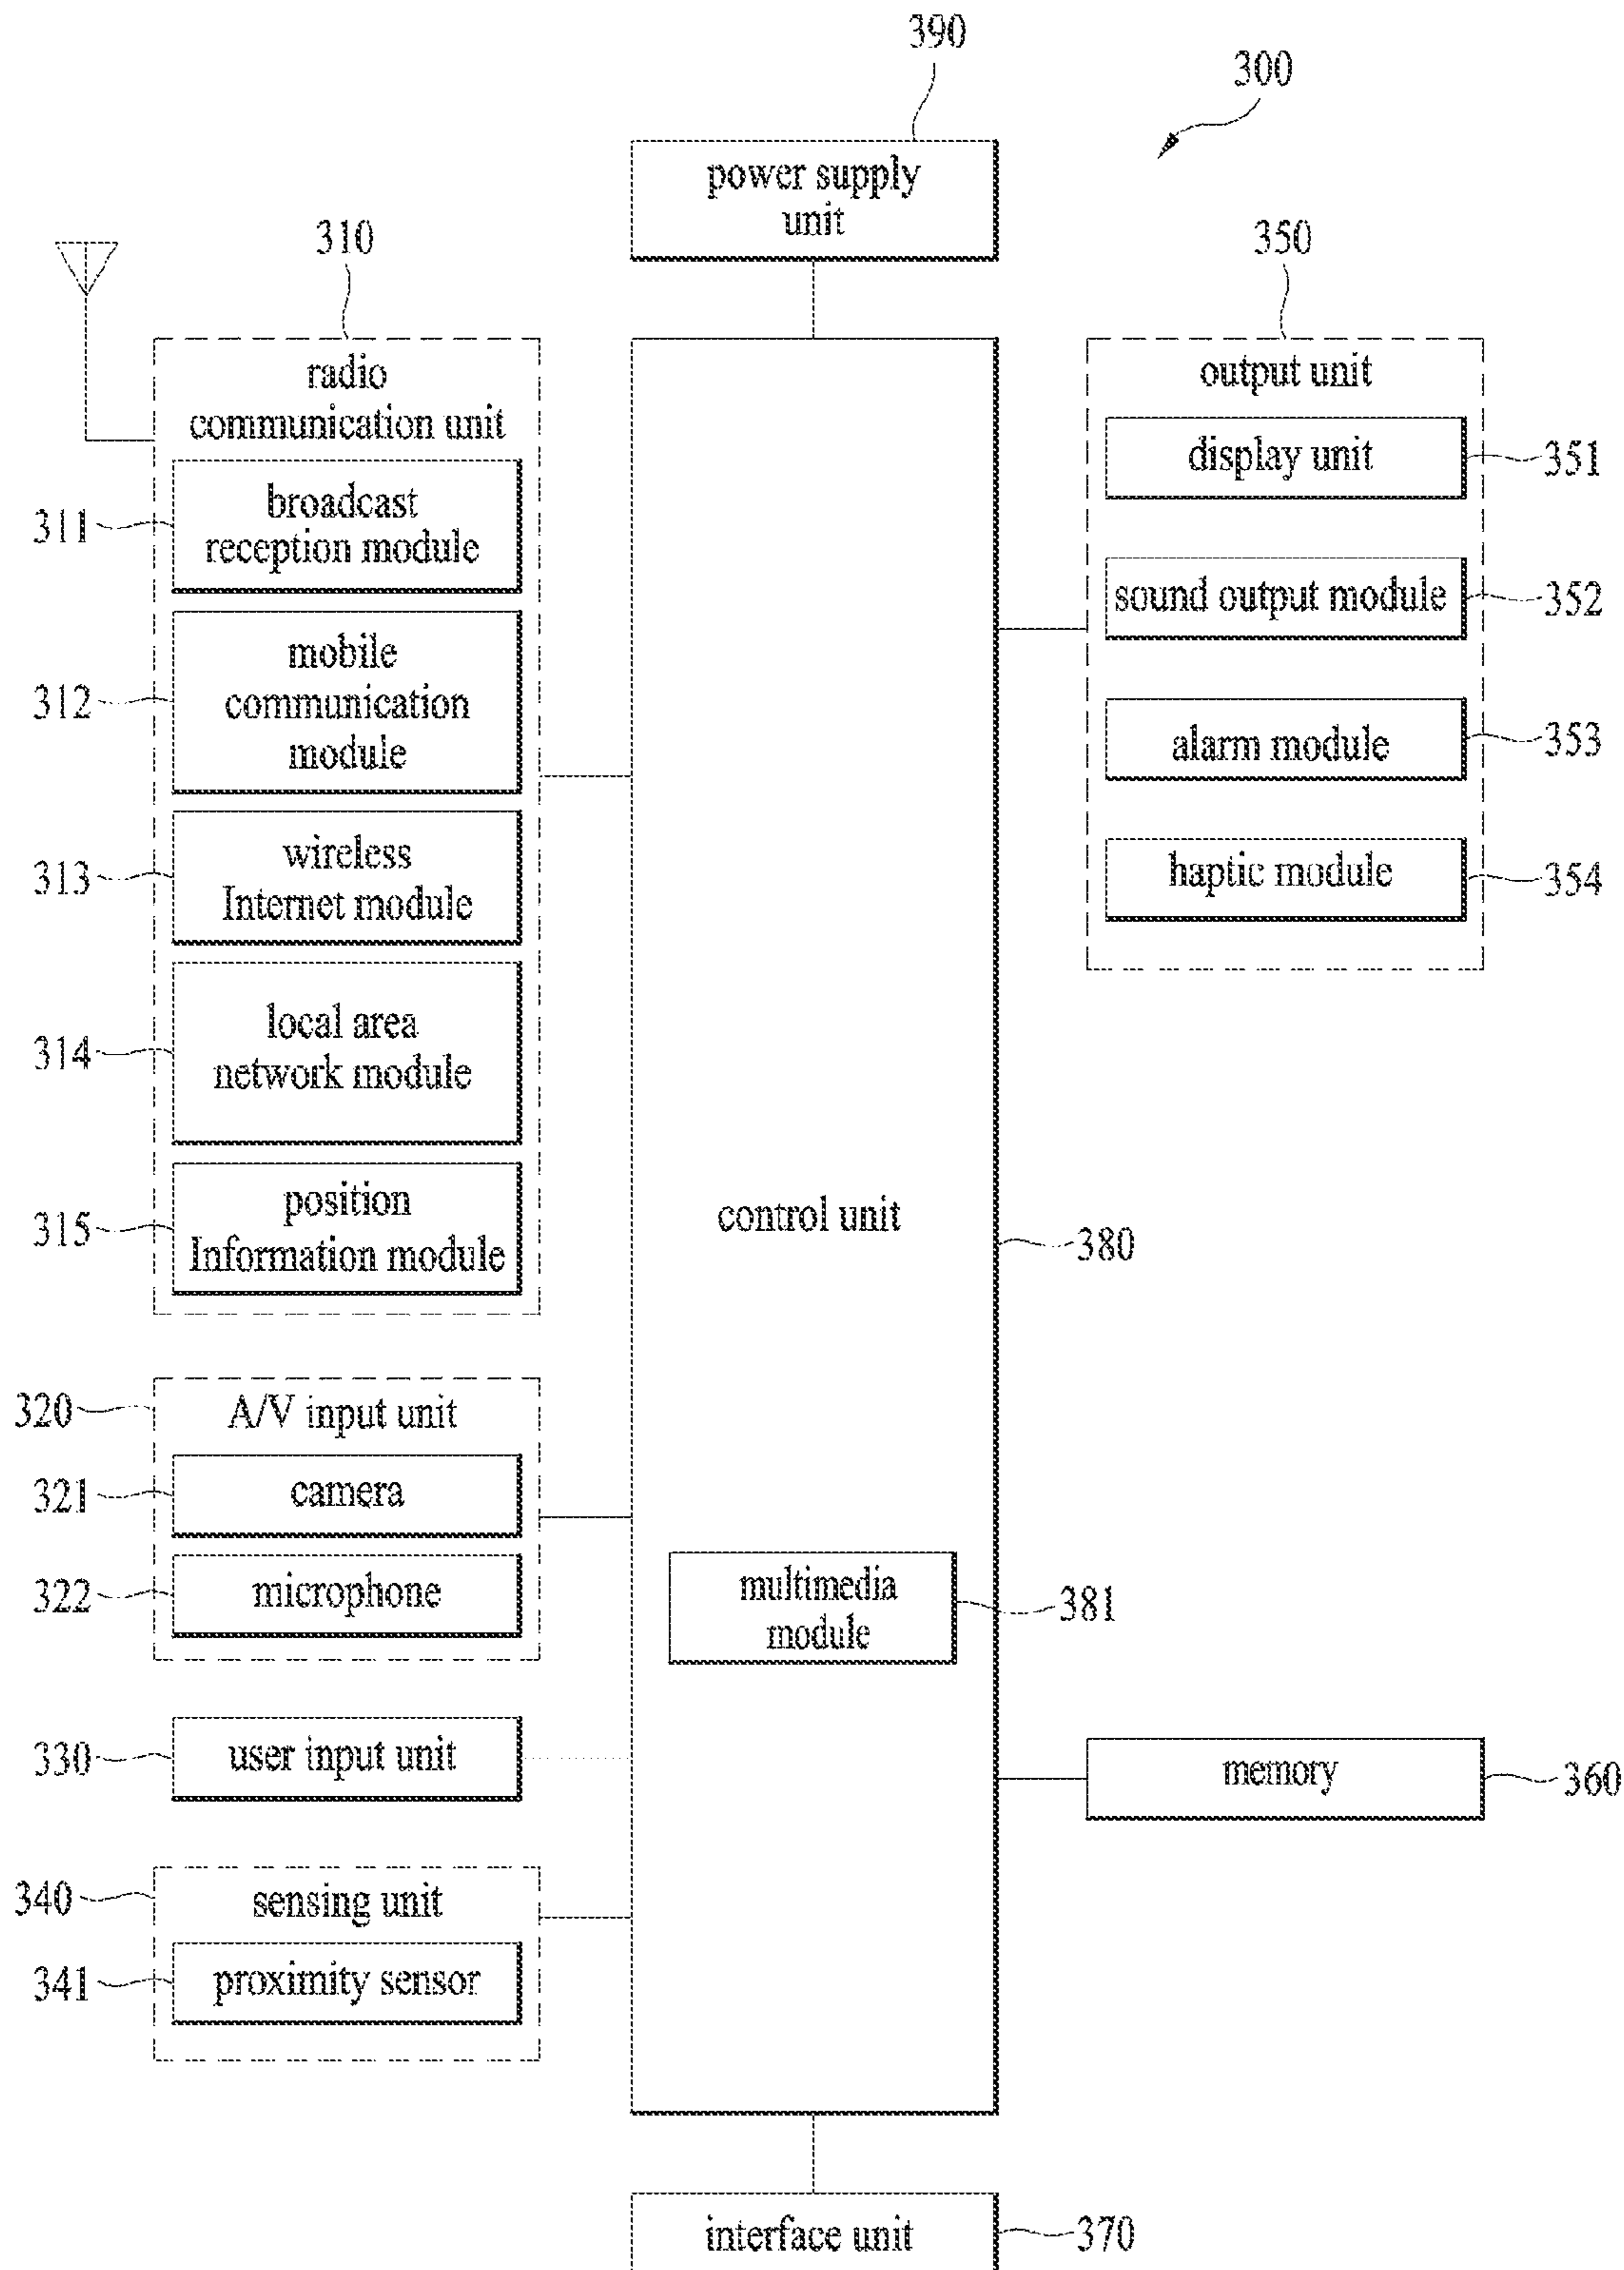 390
300
power supply
unit
310
350
radio
communication unit
311
broadcast
reception module
312
mobile
communication
module
313
wireless
Internet module
314
local area
network module
315
position
Information module
320
A/V input unit
321
camera
322
microphone
330
user input unit
340
sensing unit
341
proximity sensor
control unit
380
multimedia
module
381
output unit
display unit
351
sound output module
352
alarm module
353
haptic module
354
memory
360
interface unit
370